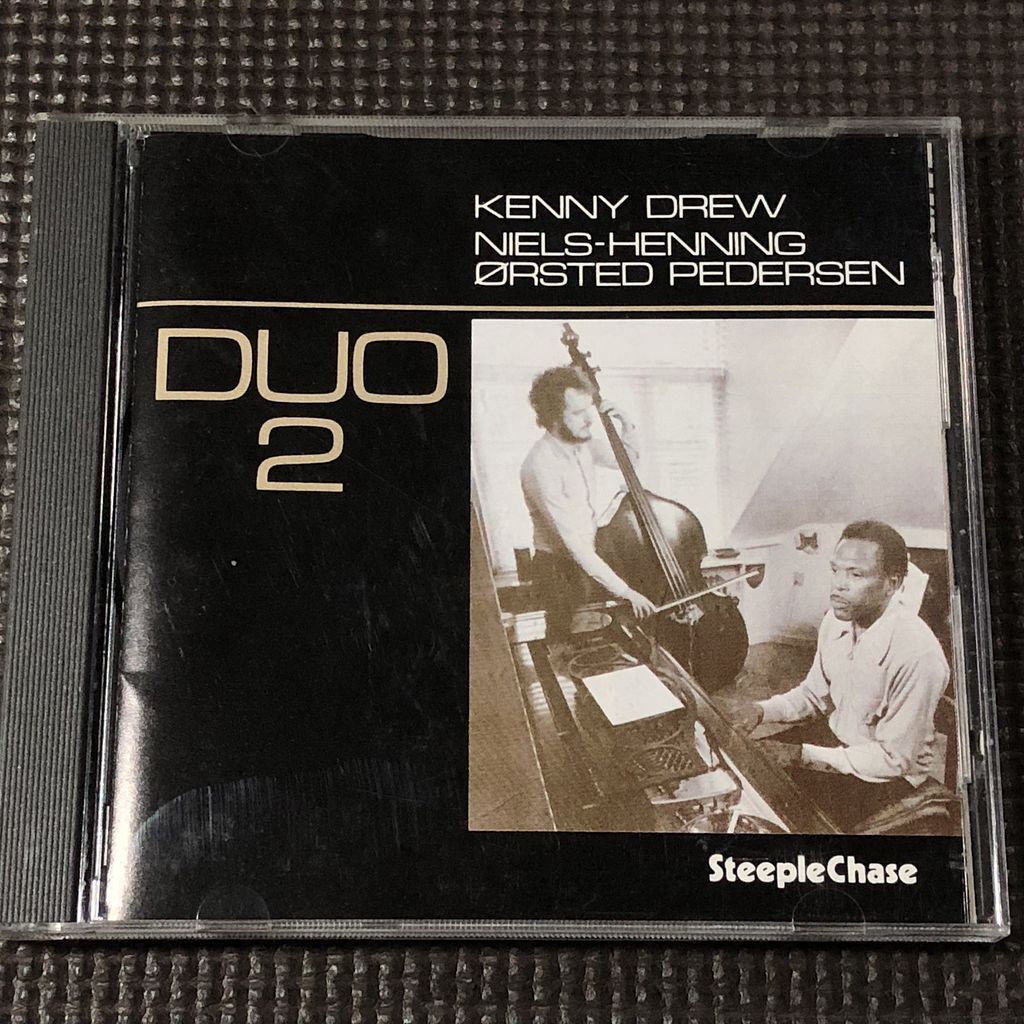 KENNY DREW
NIELS-HENNING
ØRSTED PEDERSEN
DUO
2
SteepleChase